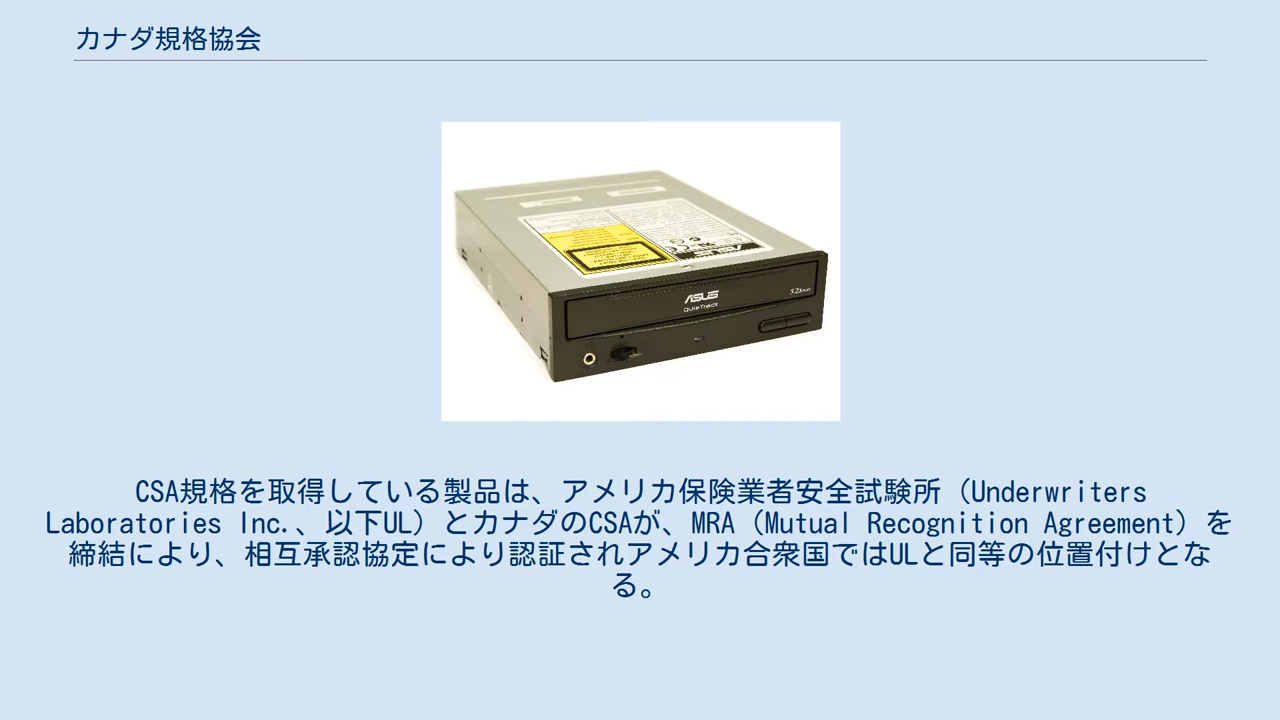 カナダ規格協会
ASUS
QuieTrack
52xmax
CSA規格を取得している製品は、アメリカ保険業者安全試験所（Underwriters
Laboratories Inc.、以下UL）とカナダのCSAが、MRA（Mutual Recognition Agreement）を
締結により、相互承認協定により認証されアメリカ合衆国ではULと同等の位置付けとな
る。